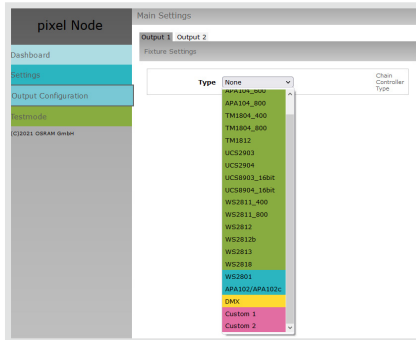 pixel Node
Main Settings
Output 1 Output 2
Fixture Settings
Dashboard
Settings
Output Configuration
Testmode
(C)2021 OSRAM GmbH
Type None
Chain
Controller
Type
APA104_600
APA104_800
TM1804_400
TM1804_800
TM1812
UCS2903
UCS2904
UCS8903_16bit
UCS8904_16bit
WS2811_400
WS2811_800
WS2812
WS2812b
WS2813
WS2818
WS2801
APA102/APA102c
DMX
Custom 1
Custom 2